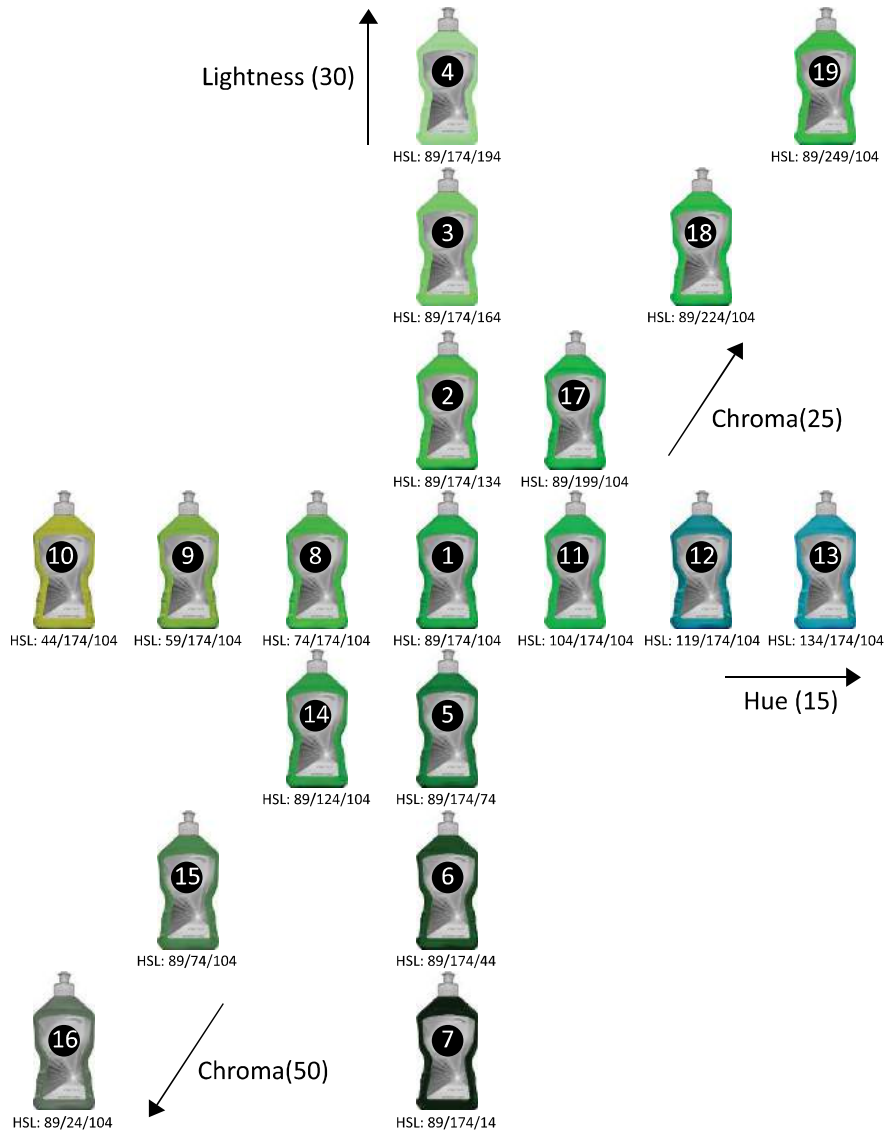 4
19
Lightness (30)
HSL: 89/174/194
HSL: 89/249/104
3
18
HSL: 89/174/164
HSL: 89/224/104
2
17
Chroma(25)
HSL: 89/174/134
HSL: 89/199/104
10
9
8
1
11
12
13
HSL: 44/174/104
HSL: 59/174/104
HSL: 74/174/104
HSL: 89/174/104
HSL: 104/174/104
HSL: 119/174/104
HSL: 134/174/104
Hue (15)
14
5
HSL: 89/124/104
HSL: 89/174/74
15
6
HSL: 89/74/104
HSL: 89/174/44
16
7
Chroma(50)
HSL: 89/24/104
HSL: 89/174/14